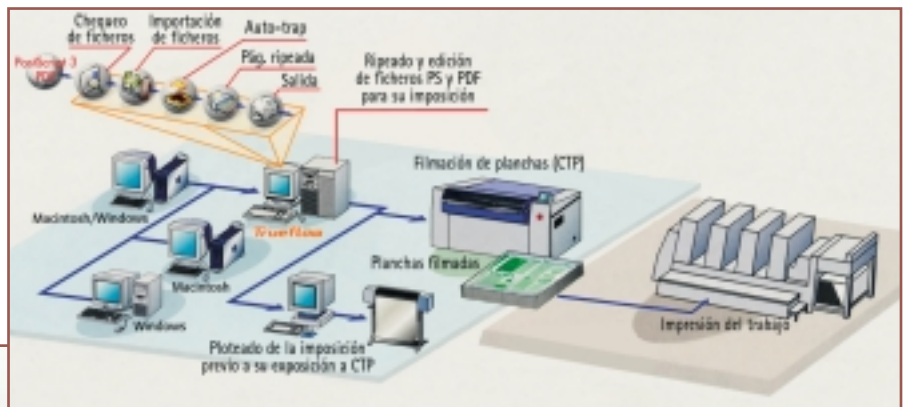 Chequeo
de ficheros
Importación
de ficheros
Auto-trap
PostScript 3
PDF
Pág. ripeada
Salida
Ripeado y edición
de ficheros PS y PDF
para su imposición
Filmación de planchas (CTP)
Macintosh/Windows
Trueflow
Macintosh
Planchas filmadas
Windows
Impresión del trabajo
Ploteado de la imposición
previo a su exposición a CTP